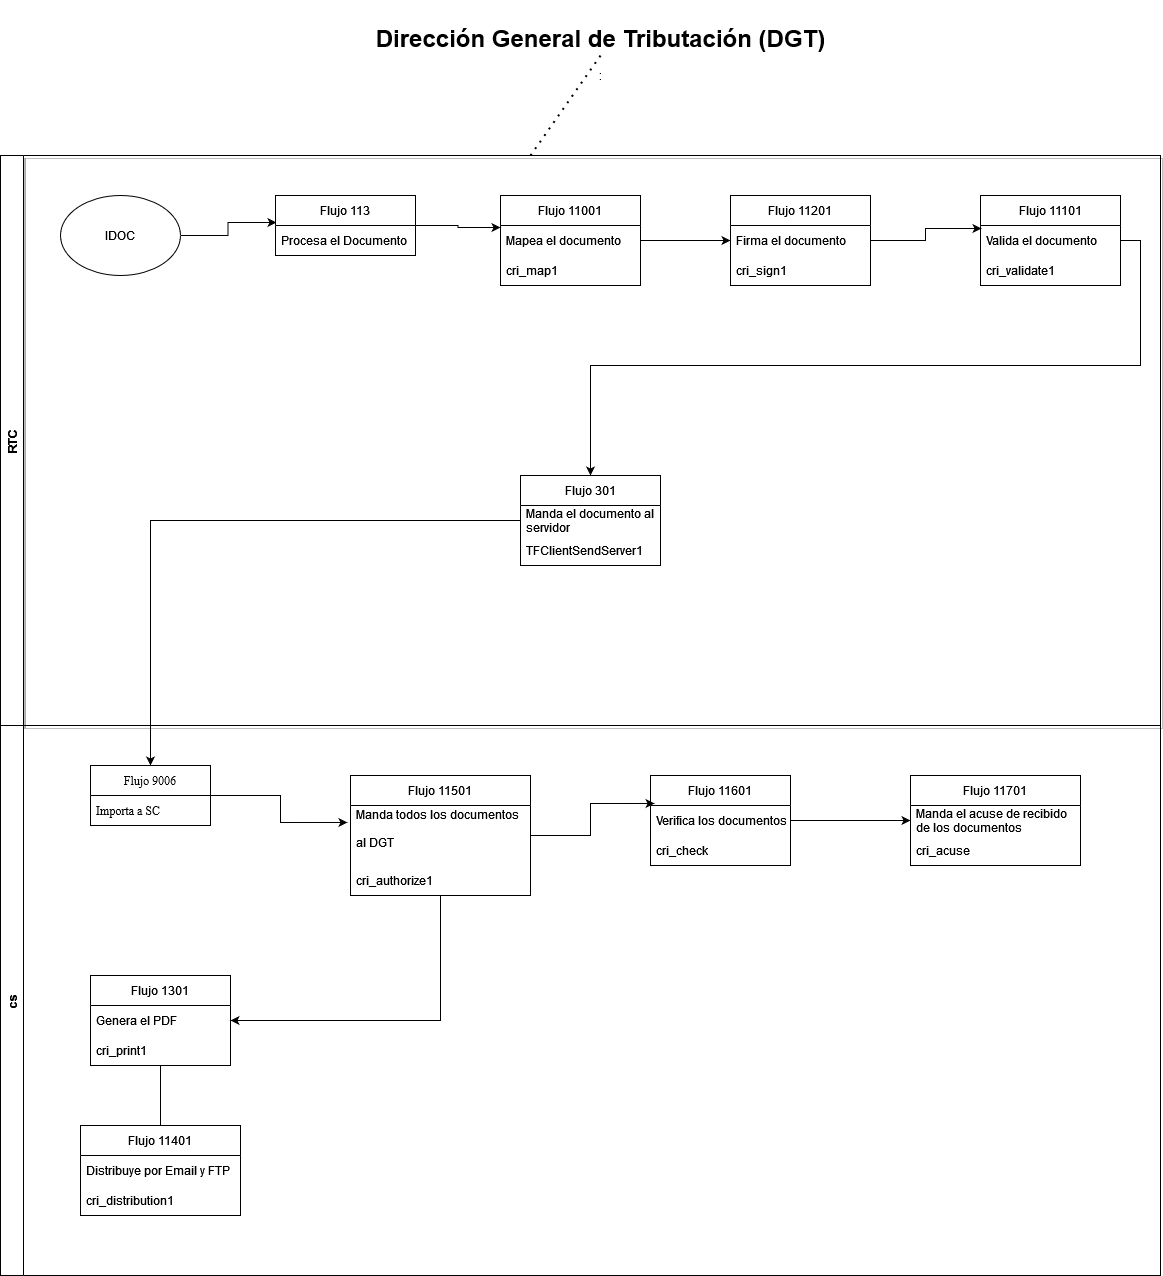 Dirección General de Tributación (DGT)
:
RTC
IDOC
Flujo 113
Procesa el Documento
Flujo 11001
Mapea el documento
cri_map1
Flujo 11201
Firma el documento
cri_sign1
Flujo 11101
Valida el documento
cri_validate1
Flujo 301
Manda el documento al
servidor
TFClientSendServer1
cs
Flujo 9006
Importa a SC
Flujo 11501
Manda todos los documentos
al DGT
cri_authorize1
Flujo 11601
Verifica los documentos
cri_check
Flujo 11701
Manda el acuse de recibido
de los documentos
cri_acuse
Flujo 1301
Genera el PDF
cri_print1
Flujo 11401
Distribuye por Email y FTP
cri_distribution1